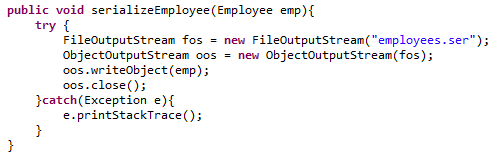 public void serializeEmployee(Employee emp){
    try {
        FileOutputStream fos = new FileOutputStream("employees.ser");
        ObjectOutputStream oos = new ObjectOutputStream(fos);
        oos.writeObject(emp);
        oos.close();
    }catch(Exception e){
        e.printStackTrace();
    }
}